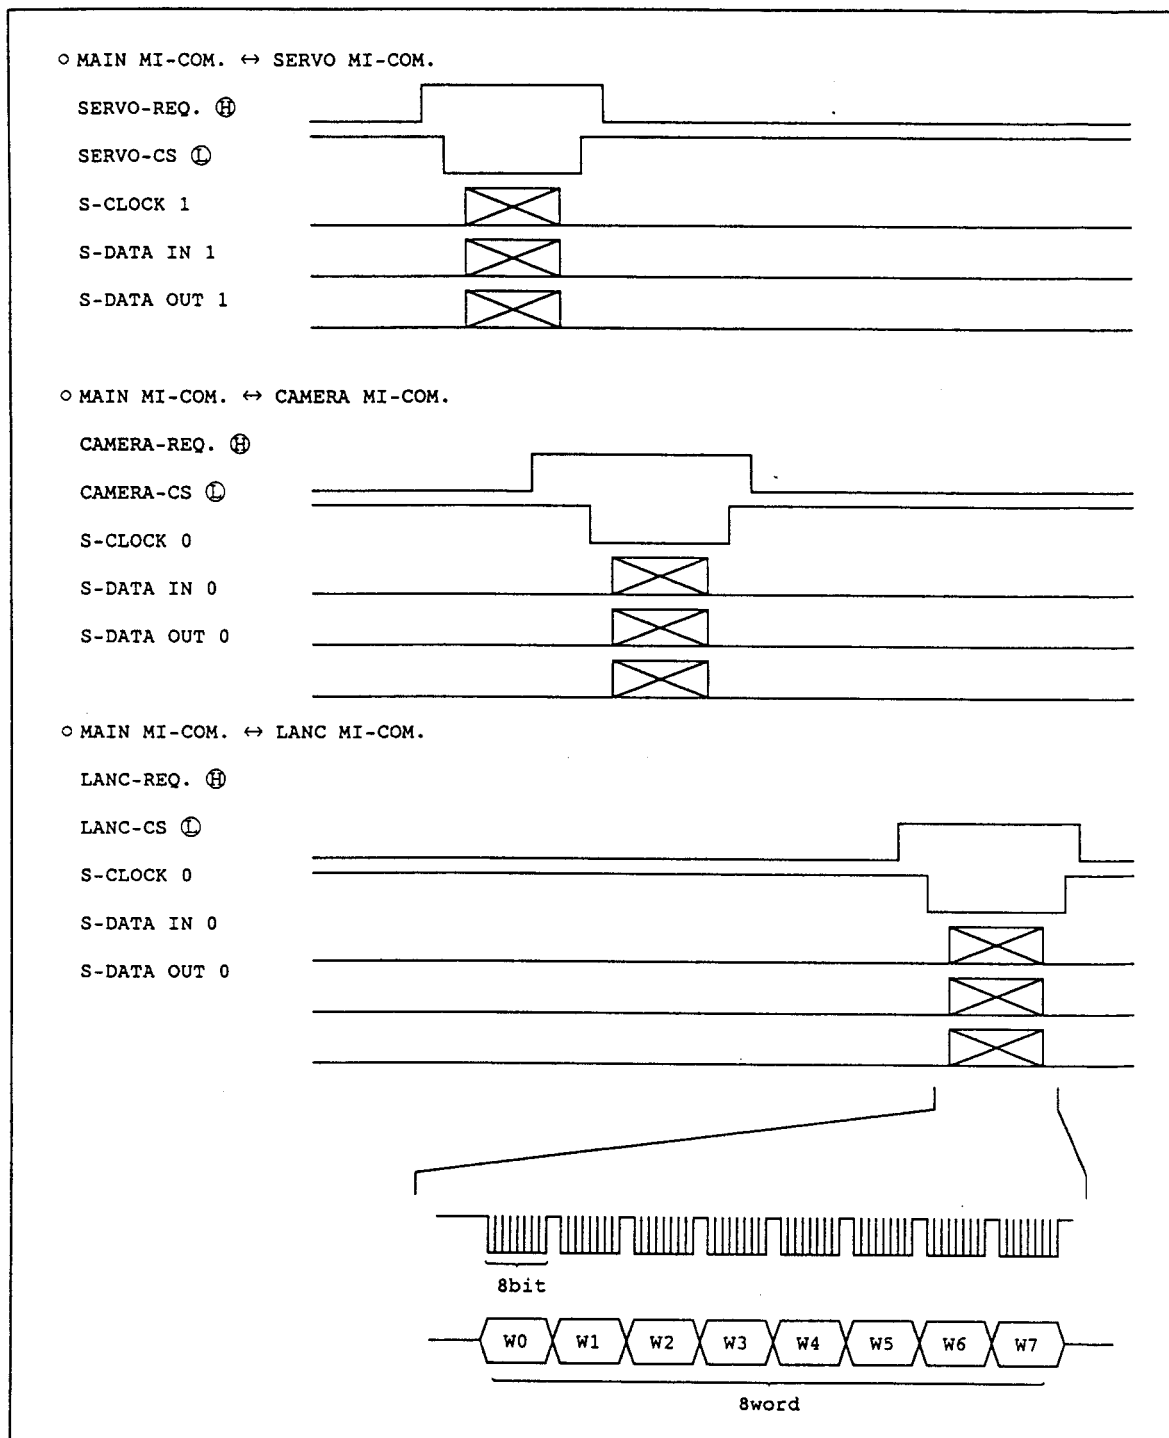 ○ MAIN MI-COM. ↔ SERVO MI-COM.
SERVO-REQ. Ⓗ
SERVO-CS Ⓛ
S-CLOCK 1
S-DATA IN 1
S-DATA OUT 1
○ MAIN MI-COM. ↔ CAMERA MI-COM.
CAMERA-REQ. Ⓗ
CAMERA-CS Ⓛ
S-CLOCK 0
S-DATA IN 0
S-DATA OUT 0
○ MAIN MI-COM. ↔ LANC MI-COM.
LANC-REQ. Ⓗ
LANC-CS Ⓛ
S-CLOCK 0
S-DATA IN 0
S-DATA OUT 0
8bit
W0 W1 W2 W3 W4 W5 W6 W7
8word